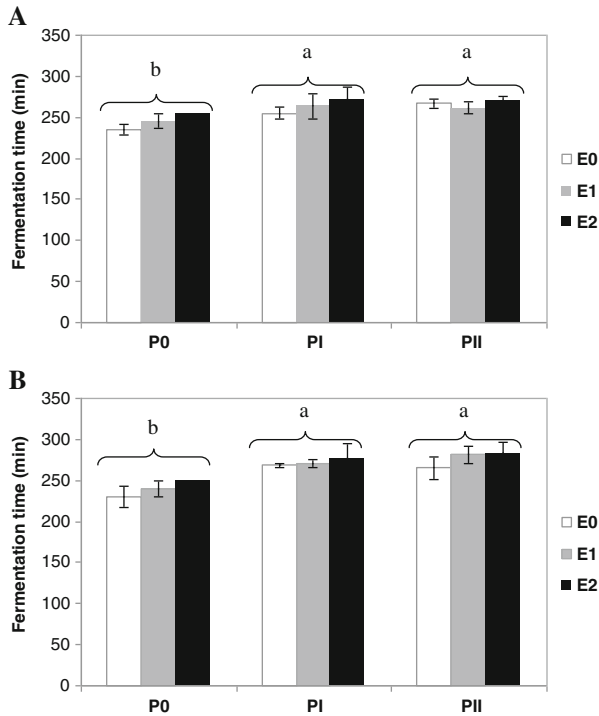 A
Fermentation time (min)
350
300
250
200
150
100
50
0
b
a
a
P0
PI
PII
E0
E1
E2
B
Fermentation time (min)
350
300
250
200
150
100
50
0
b
a
a
P0
PI
PII
E0
E1
E2